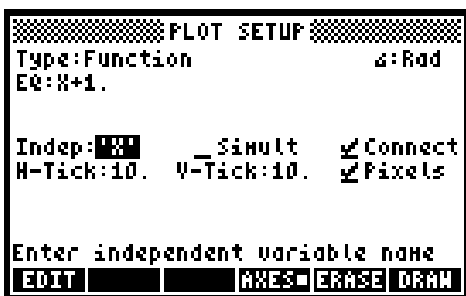 PLOT SETUP
Type:Function ∡:Rad
EQ:X+1.
Indep:'X' _Simult ✓Connect
H-Tick:10. V-Tick:10. ✓Pixels
Enter independent variable name
EDIT AXES▪ ERASE DRAW